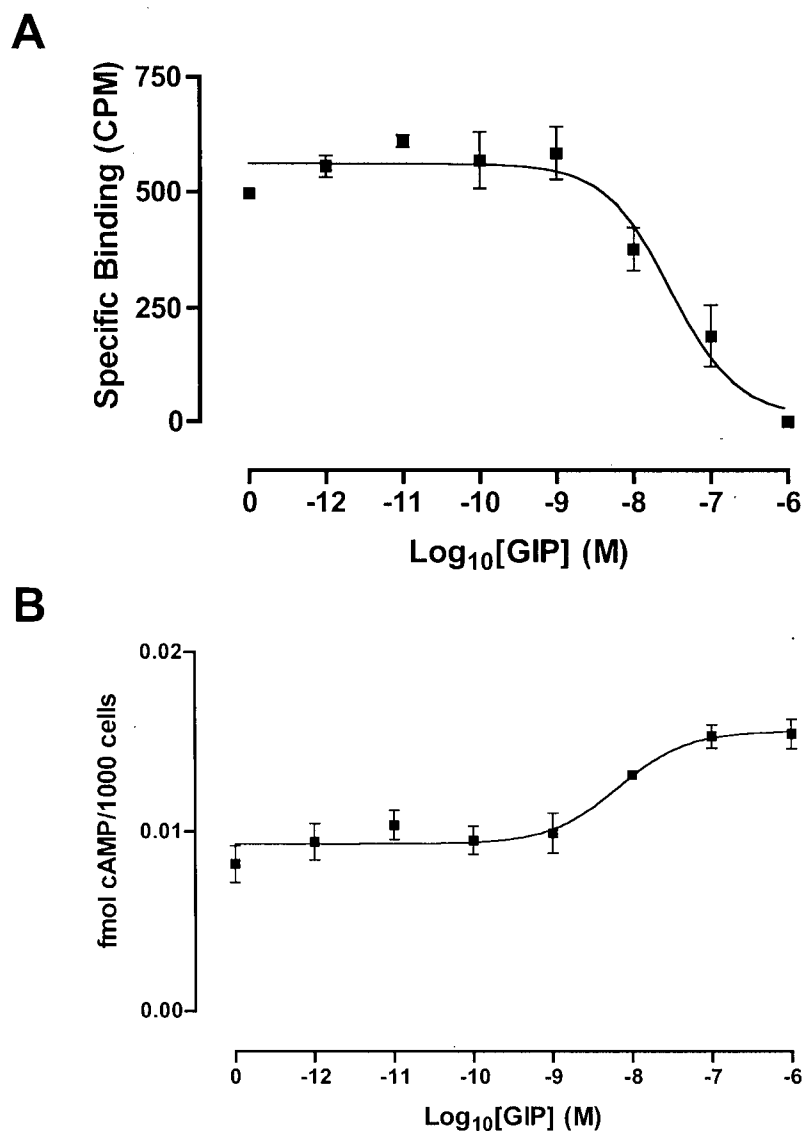 A
Specific Binding (CPM)
750
500
250
0
0 -12 -11 -10 -9 -8 -7 -6
Log10[GIP] (M)
B
fmol cAMP/1000 cells
0.02
0.01
0.00
0 -12 -11 -10 -9 -8 -7 -6
Log10[GIP] (M)